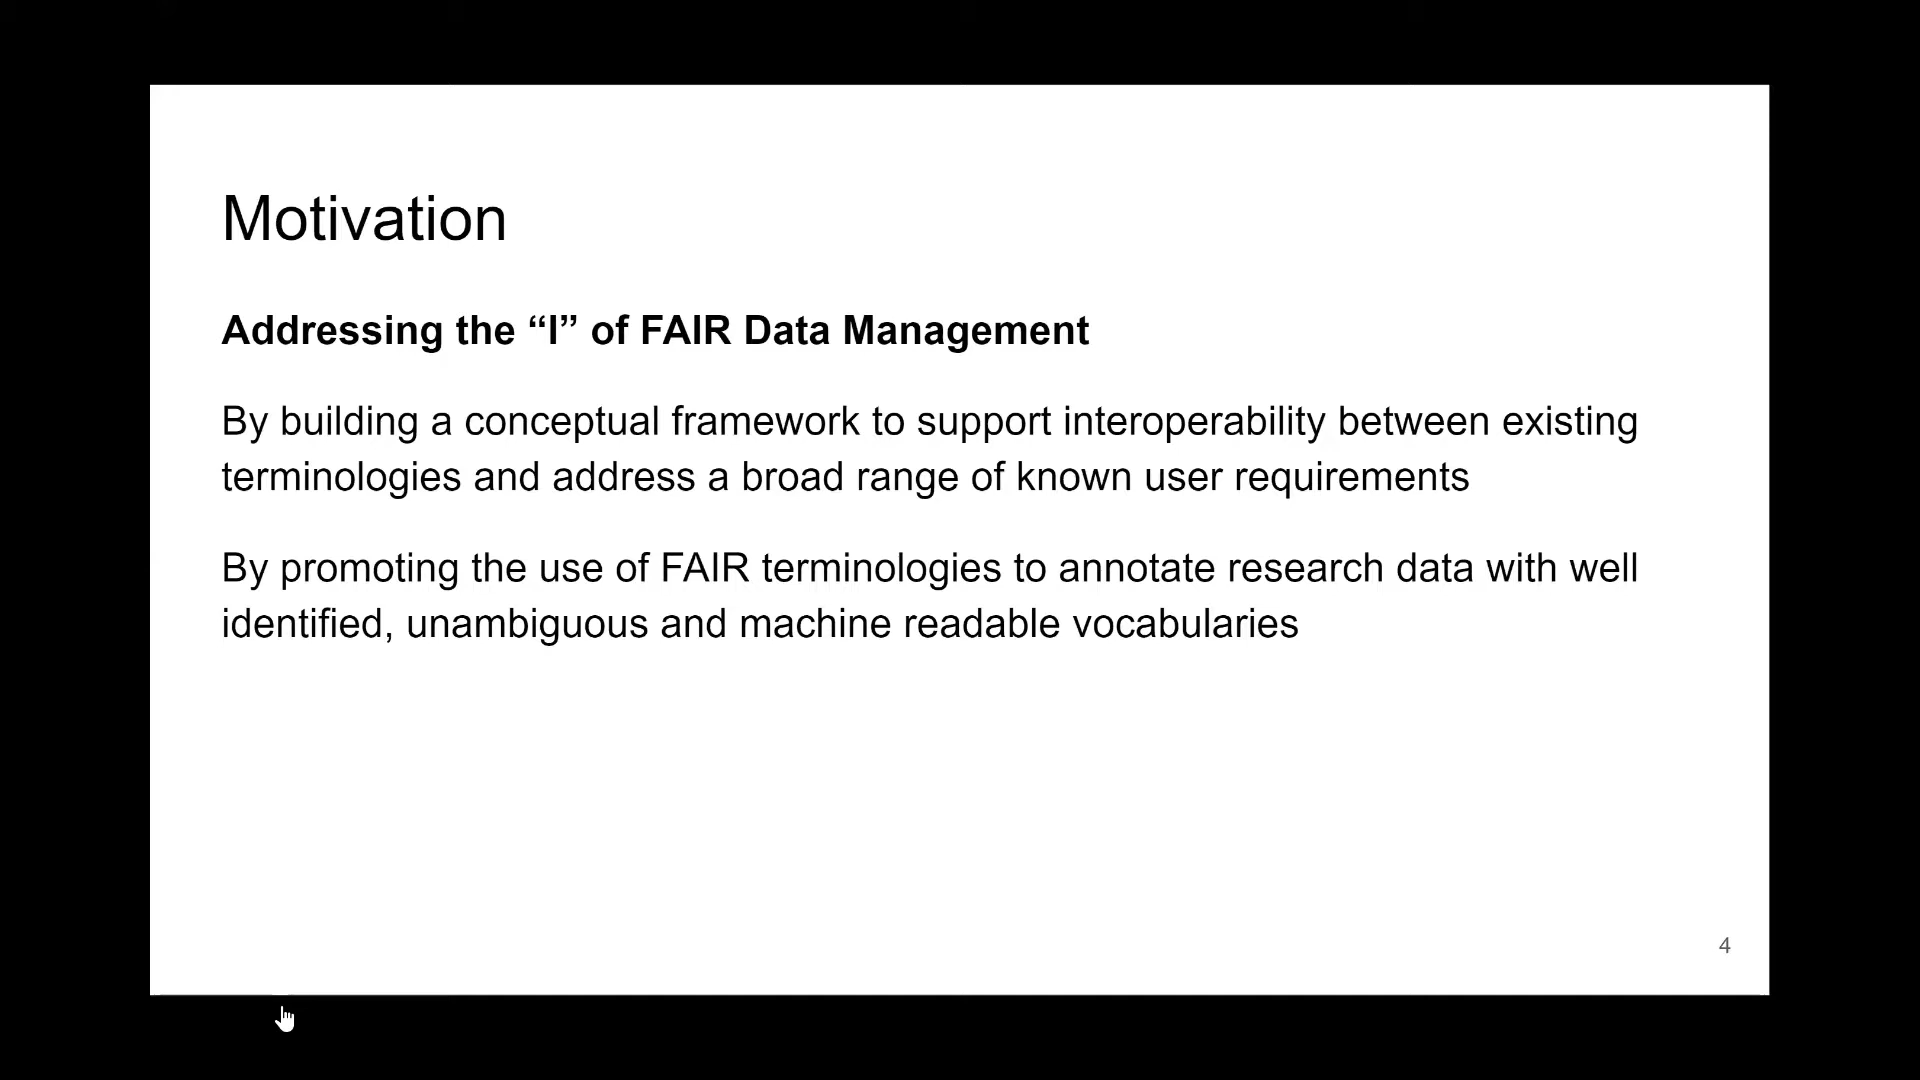 Motivation
Addressing the “I” of FAIR Data Management
By building a conceptual framework to support interoperability between existing
terminologies and address a broad range of known user requirements
By promoting the use of FAIR terminologies to annotate research data with well
identified, unambiguous and machine readable vocabularies
4